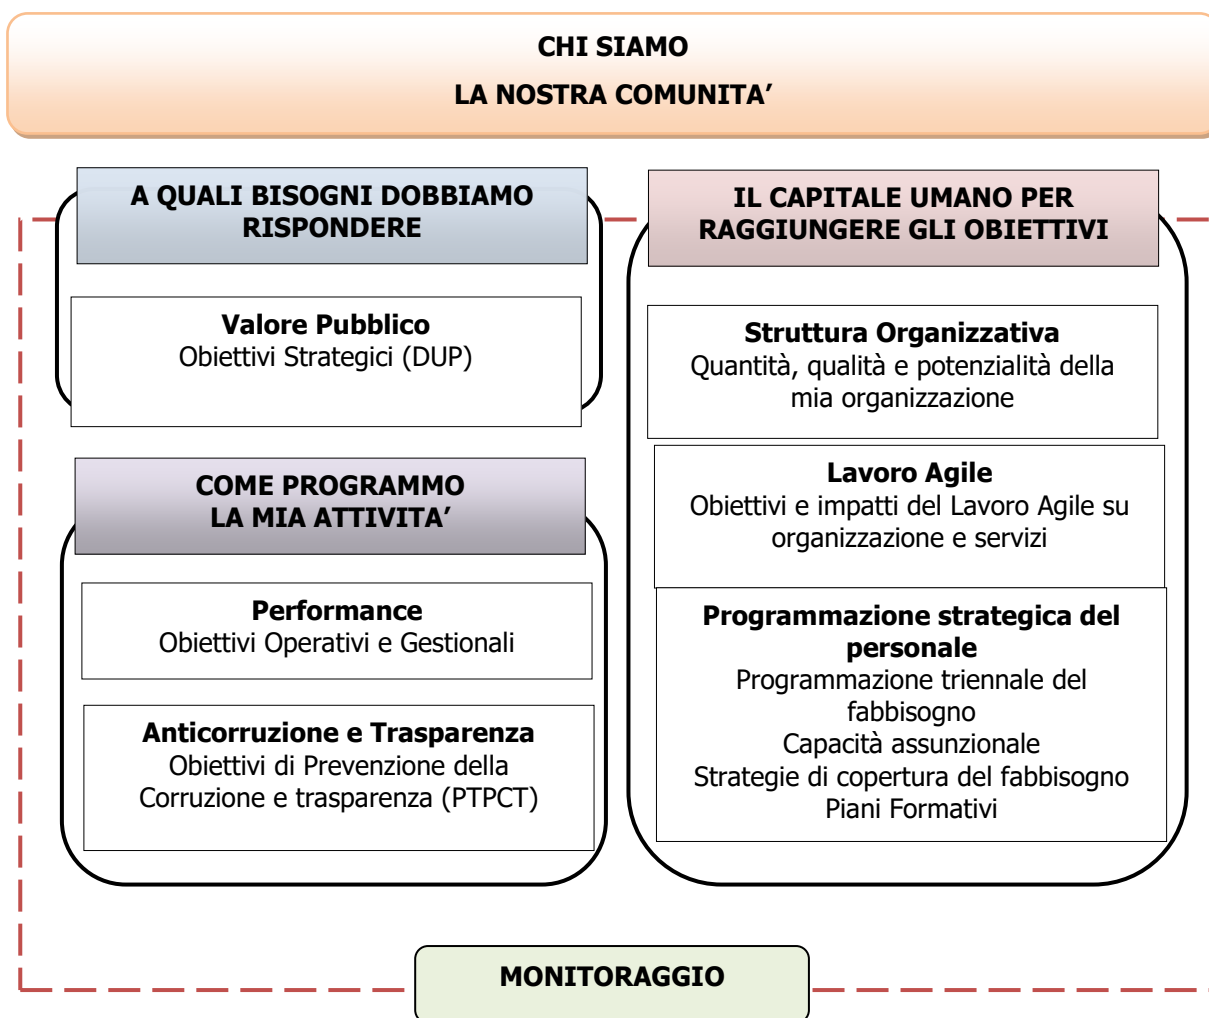 CHI SIAMO
LA NOSTRA COMUNITA’
A QUALI BISOGNI DOBBIAMO
RISPONDERE
Valore Pubblico
Obiettivi Strategici (DUP)
COME PROGRAMMO
LA MIA ATTIVITA’
Performance
Obiettivi Operativi e Gestionali
Anticorruzione e Trasparenza
Obiettivi di Prevenzione della
Corruzione e trasparenza (PTPCT)
IL CAPITALE UMANO PER
RAGGIUNGERE GLI OBIETTIVI
Struttura Organizzativa
Quantità, qualità e potenzialità della
mia organizzazione
Lavoro Agile
Obiettivi e impatti del Lavoro Agile su
organizzazione e servizi
Programmazione strategica del
personale
Programmazione triennale del
fabbisogno
Capacità assunzionale
Strategie di copertura del fabbisogno
Piani Formativi
MONITORAGGIO